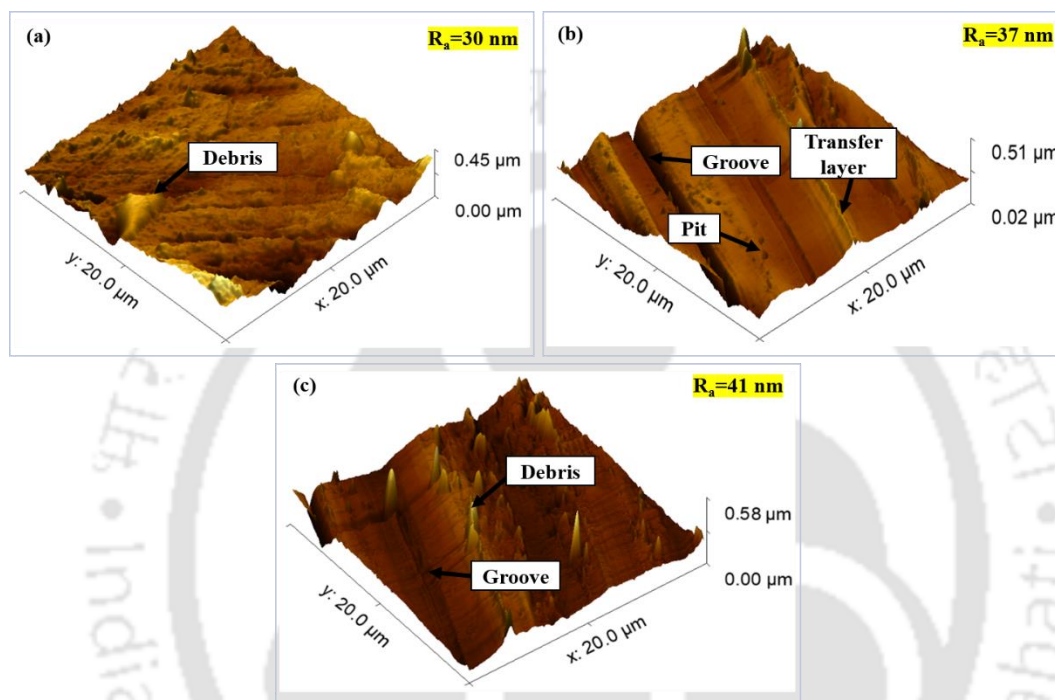 (a)
Rₐ=30 nm
Debris
0.45 µm
0.00 µm
y: 20.0 µm
x: 20.0 µm
(b)
Rₐ=37 nm
Groove
Transfer
layer
Pit
0.51 µm
0.02 µm
y: 20.0 µm
x: 20.0 µm
(c)
Rₐ=41 nm
Debris
Groove
0.58 µm
0.00 µm
y: 20.0 µm
x: 20.0 µm
India